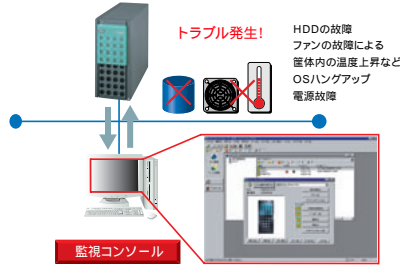 トラブル発生!
HDDの故障
ファンの故障による
筐体内の温度上昇など
OSハングアップ
電源故障
監視コンソール